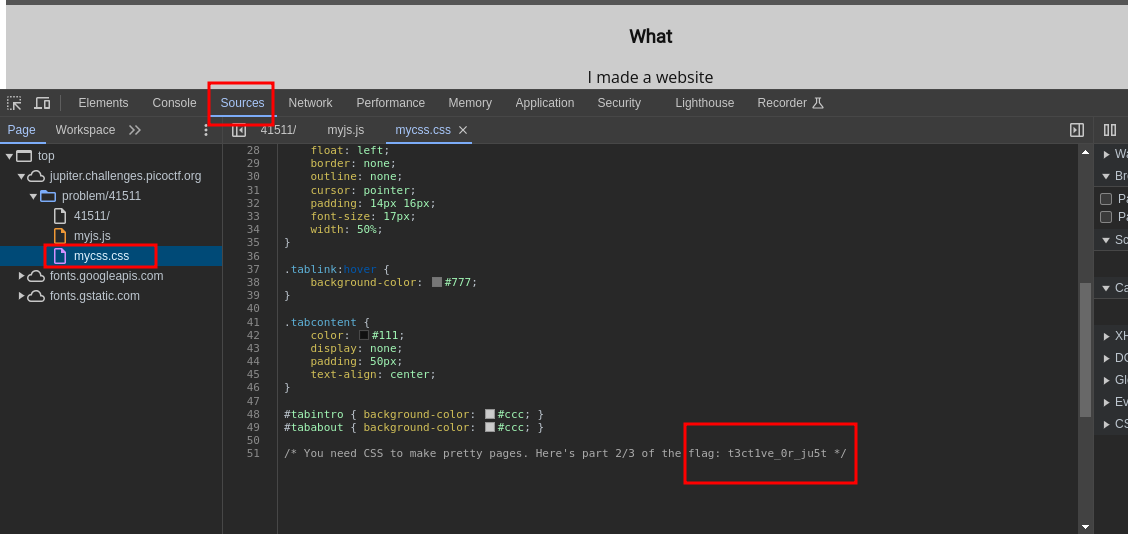 What
I made a website
Elements Console Sources Network Performance Memory Application Security Lighthouse Recorder
Page Workspace 41511/ myjs.js mycss.css
top
jupiter.challenges.picoctf.org
problem/41511
41511/
myjs.js
mycss.css
fonts.googleapis.com
fonts.gstatic.com
28 float: left;
29 border: none;
30 outline: none;
31 cursor: pointer;
32 padding: 14px 16px;
33 font-size: 17px;
34 width: 50%;
35 }
36
37 .tablink:hover {
38 background-color: #777;
39 }
40
41 .tabcontent {
42 color: #111;
43 display: none;
44 padding: 50px;
45 text-align: center;
46 }
47
48 #tabintro { background-color: #ccc; }
49 #tababout { background-color: #ccc; }
50
51 /* You need CSS to make pretty pages. Here's part 2/3 of the flag: t3ct1ve_0r_ju5t */
Wa
Br
Pa
Pa
Sc
Ca
XH
DO
Glo
Ev
CS